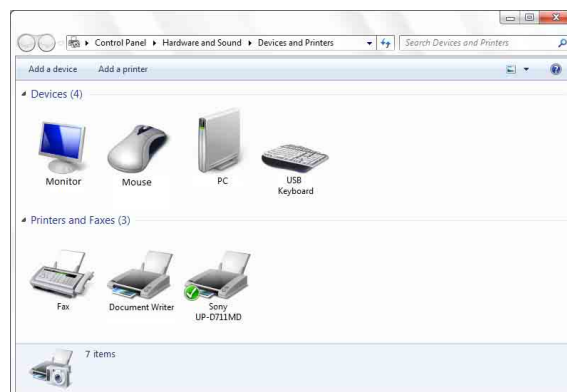 Control Panel ▸ Hardware and Sound ▸ Devices and Printers
Search Devices and Printers
Add a device
Add a printer
Devices (4)
Monitor
Mouse
PC
USB
Keyboard
Printers and Faxes (3)
Fax
Document Writer
Sony
UP-D711MD
7 items